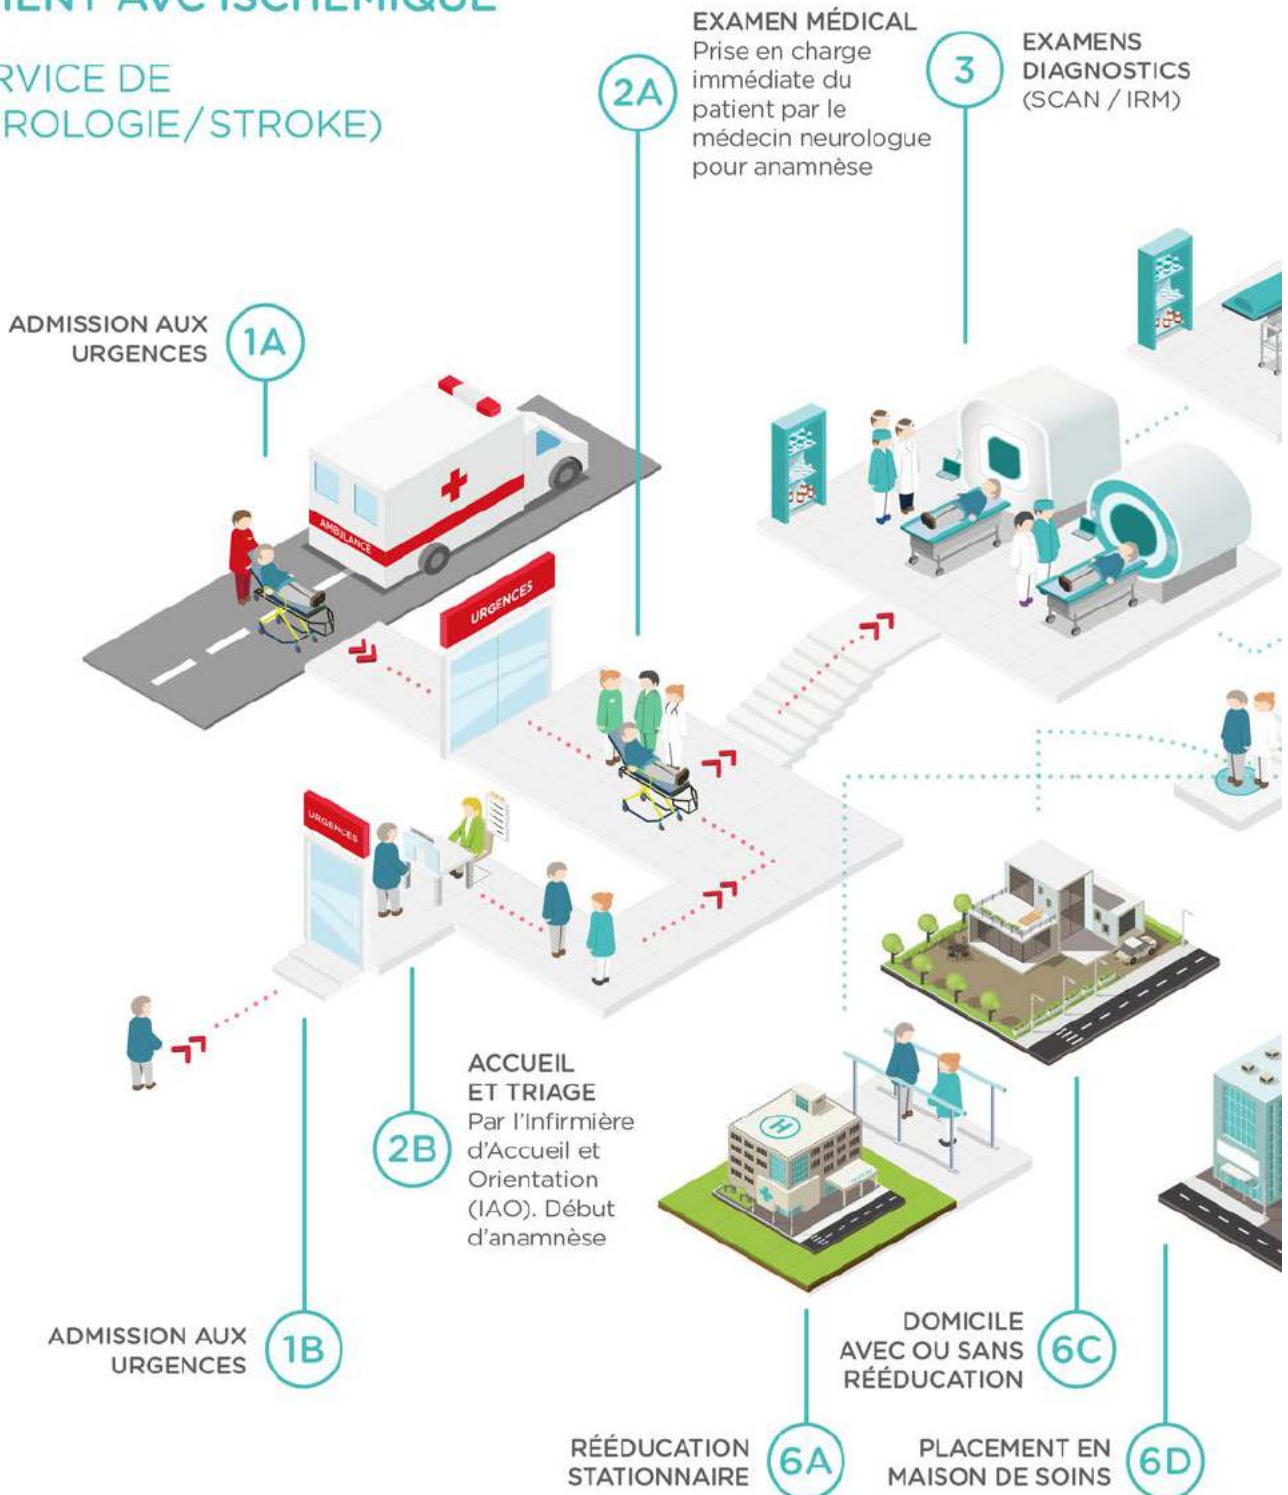 AVC ISCHÉMIQUE
DE
STROKE)
EXAMEN MÉDICAL
Prise en charge
immédiate du
patient par le
médecin neurologue
pour anamnèse
2A
3
EXAMENS
DIAGNOSTICS
(SCAN / IRM)
ADMISSION AUX
URGENCES
1A
AMBULANCE
URGENCES
URGENCES
ACCUEIL
ET TRIAGE
Par l'Infirmière
d'Accueil et
Orientation
(IAO). Début
d'anamnèse
2B
H
ADMISSION AUX
URGENCES
1B
DOMICILE
AVEC OU SANS
RÉÉDUCATION
6C
RÉÉDUCATION
STATIONNAIRE
6A
PLACEMENT EN
MAISON DE SOINS
6D